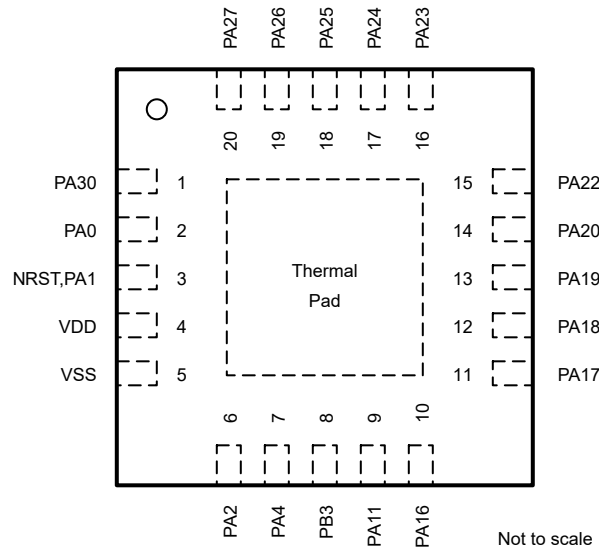 PA27
PA26
PA25
PA24
PA23
20
19
18
17
16
PA30
1
15
PA22
PA0
2
14
PA20
NRST,PA1
3
Thermal
Pad
13
PA19
VDD
4
12
PA18
VSS
5
11
PA17
6
7
8
9
10
PA2
PA4
PB3
PA11
PA16
Not to scale